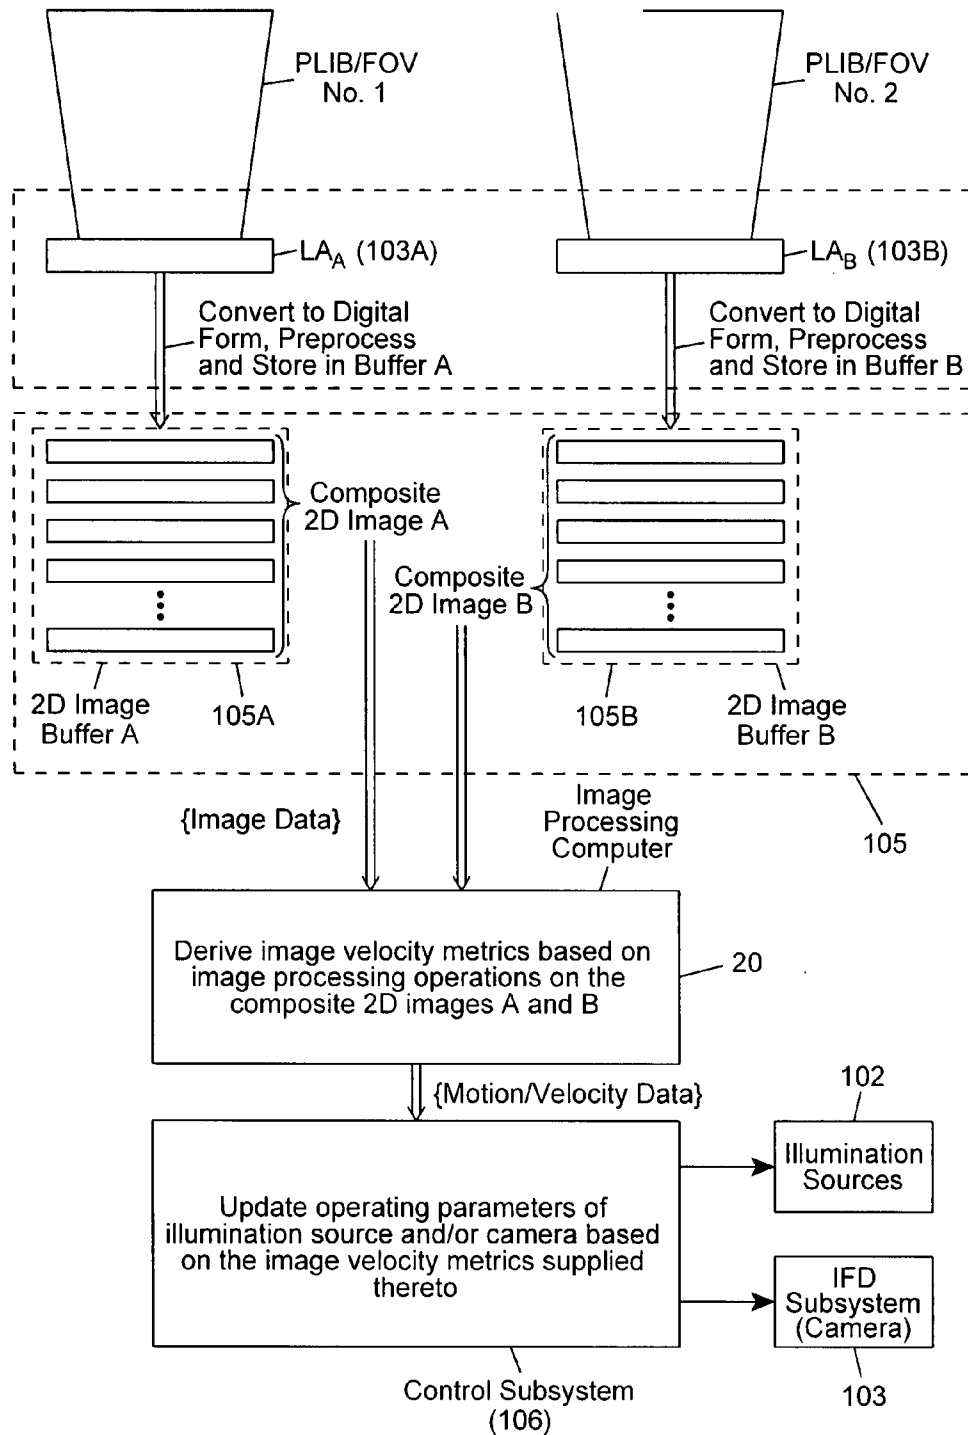 PLIB/FOV
No. 1
PLIB/FOV
No. 2
LA_A (103A)
LA_B (103B)
Convert to Digital
Form, Preprocess
and Store in Buffer A
Convert to Digital
Form, Preprocess
and Store in Buffer B
Composite
2D Image A
Composite
2D Image B
2D Image
Buffer A
105A
105B
2D Image
Buffer B
{Image Data}
Image
Processing
Computer
105
Derive image velocity metrics based on
image processing operations on the
composite 2D images A and B
20
{Motion/Velocity Data}
102
Illumination
Sources
Update operating parameters of
illumination source and/or camera based
on the image velocity metrics supplied
thereto
IFD
Subsystem
(Camera)
103
Control Subsystem
(106)